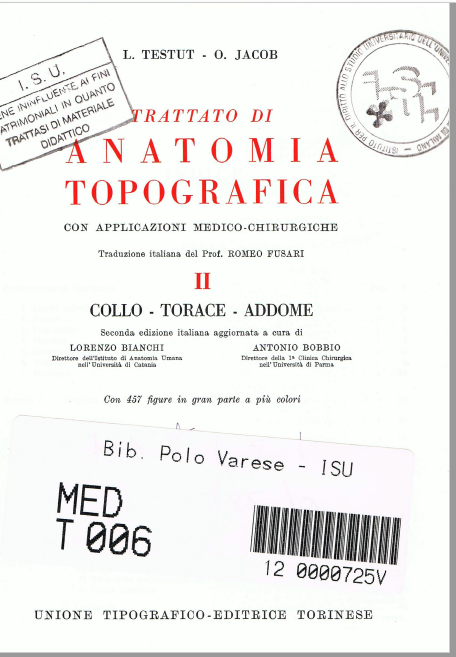 L. TESTUT - O. JACOB
I. S. U.
INFLUENTE AI FINI
PATRIMONIALI IN QUANTO
TRATTASI DI MATERIALE
DIDATTICO
TRATTATO DI
ANATOMIA
TOPOGRAFICA
CON APPLICAZIONI MEDICO-CHIRURGICHE
Traduzione italiana del Prof. ROMEO FUSARI
II
COLLO - TORACE - ADDOME
Seconda edizione italiana aggiornata a cura di
LORENZO BIANCHI
Direttore dell'Istituto di Anatomia Umana
nell'Università di Catania
ANTONIO BOBBIO
Direttore della 1ª Clinica Chirurgica
nell'Università di Parma
Con 457 figure in gran parte a più colori
Bib. Polo Varese - ISU
MED
T 006
12 0000725V
UNIONE TIPOGRAFICO-EDITRICE TORINESE